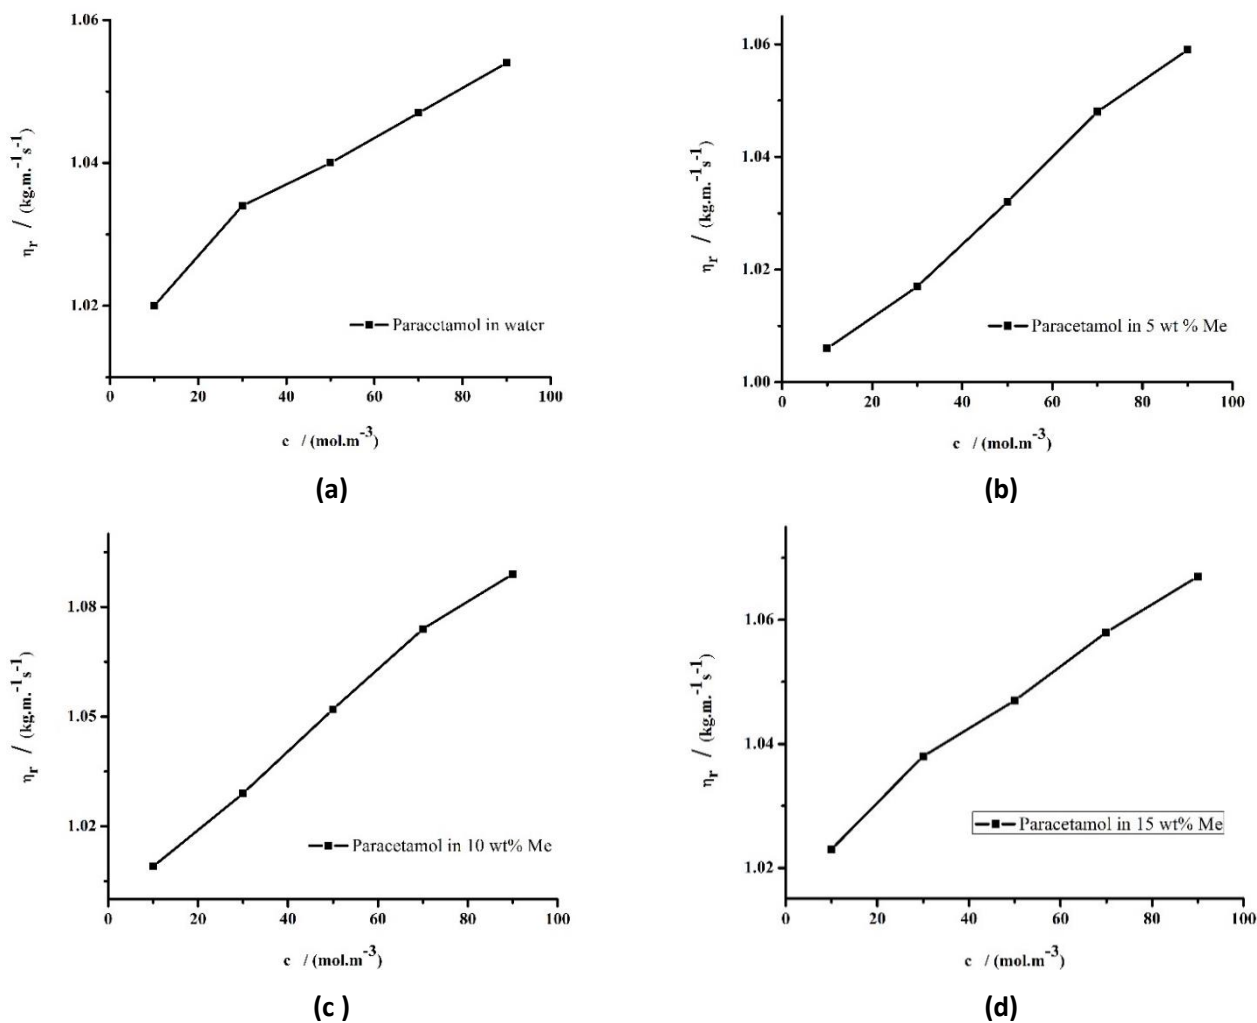 1.06
1.04
1.02
0 20 40 60 80 100
ηr / (kg.m.-1s-1)
c / (mol.m-3)
Paracetamol in water
(a)
1.06
1.04
1.02
1.00
0 20 40 60 80 100
ηr / (kg.m.-1s-1)
c / (mol.m-3)
Paracetamol in 5 wt % Me
(b)
1.08
1.05
1.02
0 20 40 60 80 100
ηr / (kg.m.-1s-1)
c / (mol.m-3)
Paracetamol in 10 wt% Me
(c )
1.06
1.04
1.02
0 20 40 60 80 100
ηr / (kg.m.-1s-1)
c / (mol.m-3)
Paracetamol in 15 wt% Me
(d)